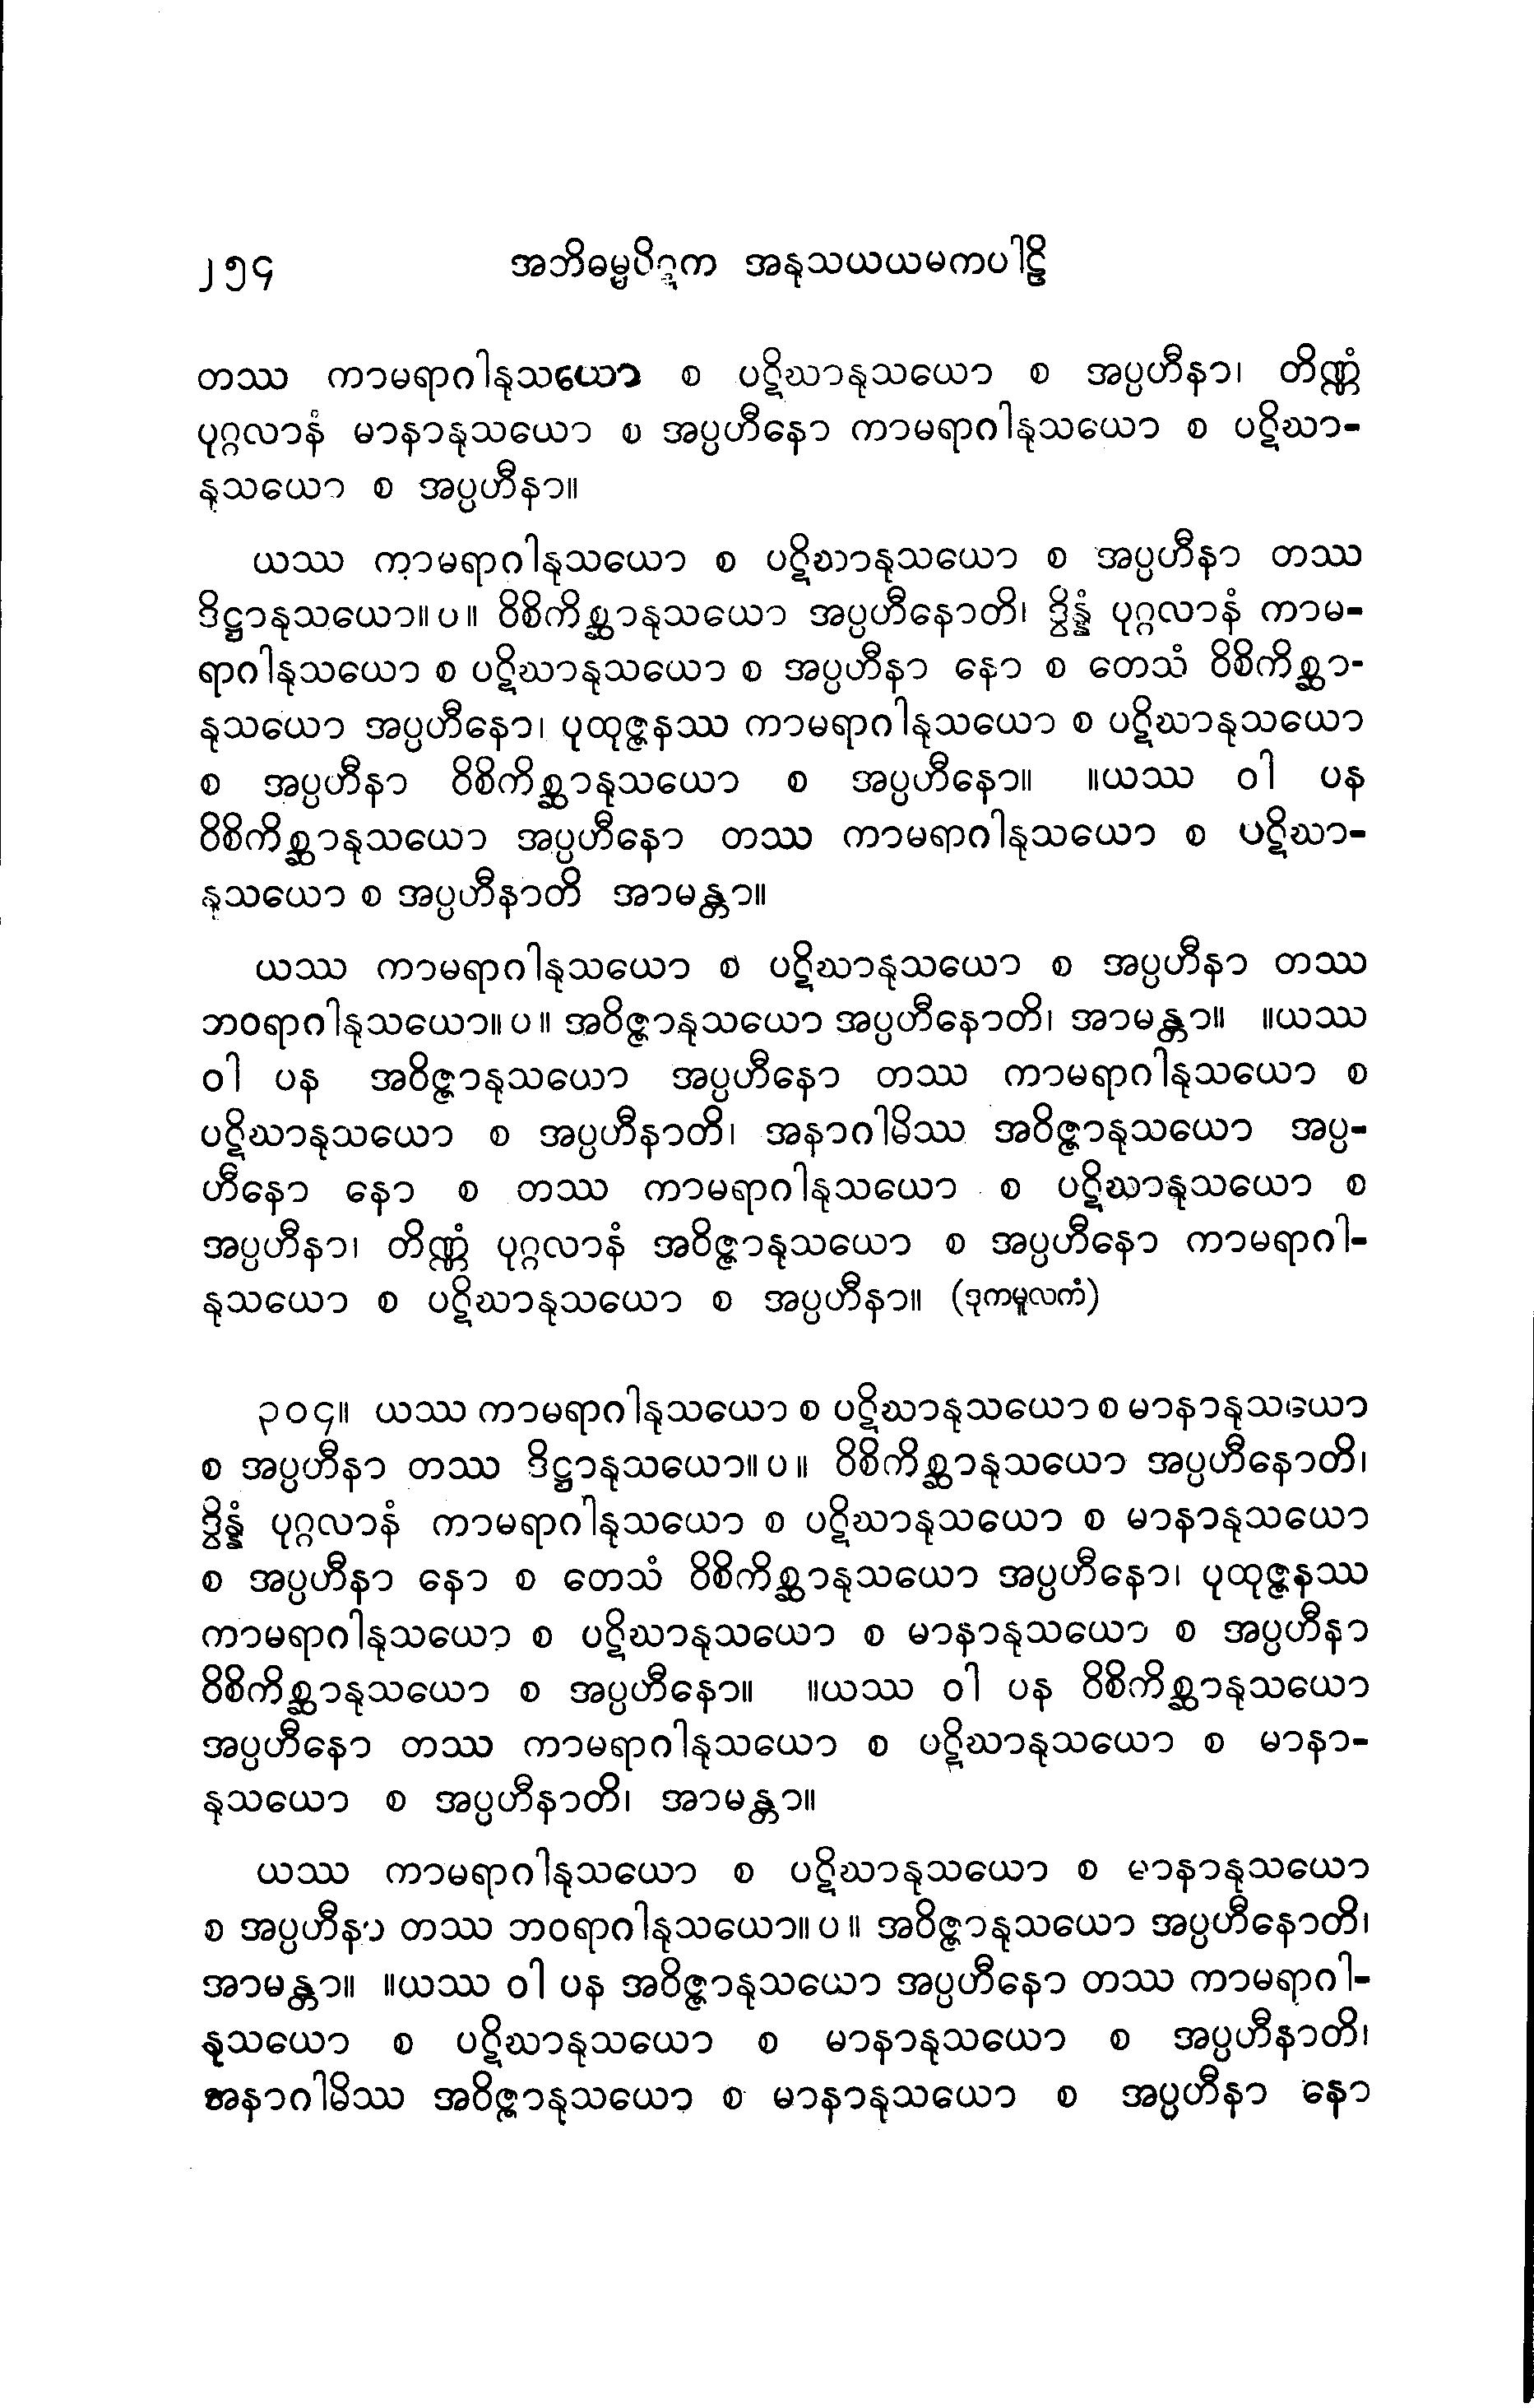 ၂၅၄ အဘိဓမ္မပိဋက အနုသယယမကပါဠိ
တဿ ကာမရာဂါနုသယော စ ပဋိဃာနုသယော စ အပ္ပဟီနာ၊ တိဏ္ဏံ
ပုဂ္ဂလာနံ မာနာနုသယော စ အပ္ပဟီနော ကာမရာဂါနုသယော စ ပဋိဃာ-
နုသယော စ အပ္ပဟီနာ။
ယဿ ကာမရာဂါနုသယော စ ပဋိဃာနုသယော စ အပ္ပဟီနာ တဿ
ဒိဋ္ဌာနုသယော။ပ။ ဝိစိကိစ္ဆာနုသယော အပ္ပဟီနောတိ၊ ဒွိန္နံ ပုဂ္ဂလာနံ ကာမ-
ရာဂါနုသယော စ ပဋိဃာနုသယော စ အပ္ပဟီနာ နော စ တေသံ ဝိစိကိစ္ဆာ-
နုသယော အပ္ပဟီနော၊ ပုထုဇ္ဇနဿ ကာမရာဂါနုသယော စ ပဋိဃာနုသယော
စ အပ္ပဟီနာ ဝိစိကိစ္ဆာနုသယော စ အပ္ပဟီနော။ ။ယဿ ဝါ ပန
ဝိစိကိစ္ဆာနုသယော အပ္ပဟီနော တဿ ကာမရာဂါနုသယော စ ပဋိဃာ-
နုသယော စ အပ္ပဟီနာတိ အာမန္တာ။
ယဿ ကာမရာဂါနုသယော စ ပဋိဃာနုသယော စ အပ္ပဟီနာ တဿ
ဘဝရာဂါနုသယော။ပ။ အဝိဇ္ဇာနုသယော အပ္ပဟီနောတိ၊ အာမန္တာ။ ။ယဿ
ဝါ ပန အဝိဇ္ဇာနုသယော အပ္ပဟီနော တဿ ကာမရာဂါနုသယော စ
ပဋိဃာနုသယော စ အပ္ပဟီနာတိ၊ အနာဂါမိဿ အဝိဇ္ဇာနုသယော အပ္ပ-
ဟီနော နော စ တဿ ကာမရာဂါနုသယော စ ပဋိဃာနုသယော စ
အပ္ပဟီနာ၊ တိဏ္ဏံ ပုဂ္ဂလာနံ အဝိဇ္ဇာနုသယော စ အပ္ပဟီနော ကာမရာဂါ-
နုသယော စ ပဋိဃာနုသယော စ အပ္ပဟီနာ။ (ဒုကမူလကံ)
၃၀၄။ ယဿ ကာမရာဂါနုသယော စ ပဋိဃာနုသယော စ မာနာနုသယော
စ အပ္ပဟီနာ တဿ ဒိဋ္ဌာနုသယော။ပ။ ဝိစိကိစ္ဆာနုသယော အပ္ပဟီနောတိ၊
ဒွိန္နံ ပုဂ္ဂလာနံ ကာမရာဂါနုသယော စ ပဋိဃာနုသယော စ မာနာနုသယော
စ အပ္ပဟီနာ နော စ တေသံ ဝိစိကိစ္ဆာနုသယော အပ္ပဟီနော၊ ပုထုဇ္ဇနဿ
ကာမရာဂါနုသယော စ ပဋိဃာနုသယော စ မာနာနုသယော စ အပ္ပဟီနာ
ဝိစိကိစ္ဆာနုသယော စ အပ္ပဟီနော။ ။ယဿ ဝါ ပန ဝိစိကိစ္ဆာနုသယော
အပ္ပဟီနော တဿ ကာမရာဂါနုသယော စ ပဋိဃာနုသယော စ မာနာ-
နုသယော စ အပ္ပဟီနာတိ၊ အာမန္တာ။
ယဿ ကာမရာဂါနုသယော စ ပဋိဃာနုသယော စ မာနာနုသယော
စ အပ္ပဟီနာ တဿ ဘဝရာဂါနုသယော။ပ။ အဝိဇ္ဇာနုသယော အပ္ပဟီနောတိ၊
အာမန္တာ။ ။ယဿ ဝါ ပန အဝိဇ္ဇာနုသယော အပ္ပဟီနော တဿ ကာမရာဂါ-
နုသယော စ ပဋိဃာနုသယော စ မာနာနုသယော စ အပ္ပဟီနာတိ၊
အနာဂါမိဿ အဝိဇ္ဇာနုသယော စ မာနာနုသယော စ အပ္ပဟီနာ နော